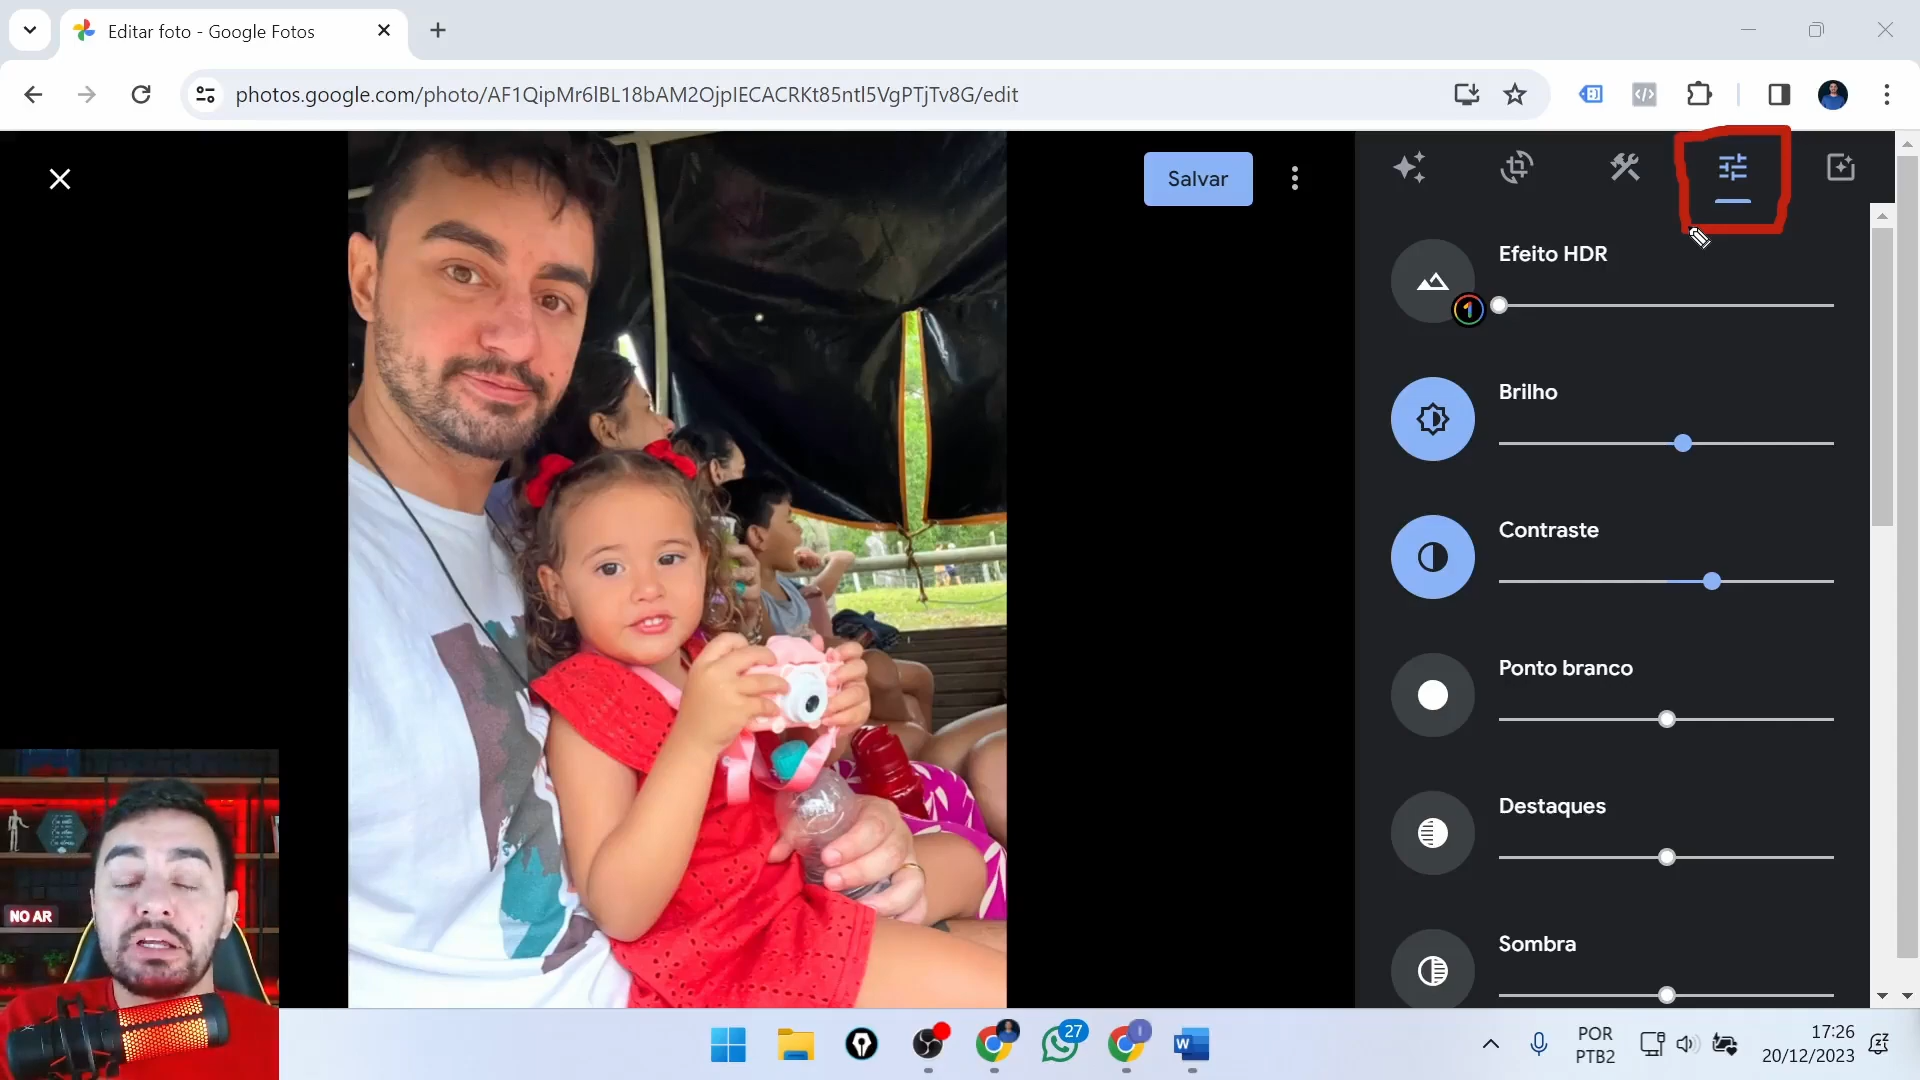 Editar foto - Google Fotos
photos.google.com/photo/AF1QipMr6lBL18bAM2OjpIECACRKt85ntl5VgPTjTv8G/edit
Salvar
Efeito HDR
1
Brilho
Contraste
Ponto branco
Destaques
Sombra
NO AR
27
W
POR
PTB2
17:26
20/12/2023